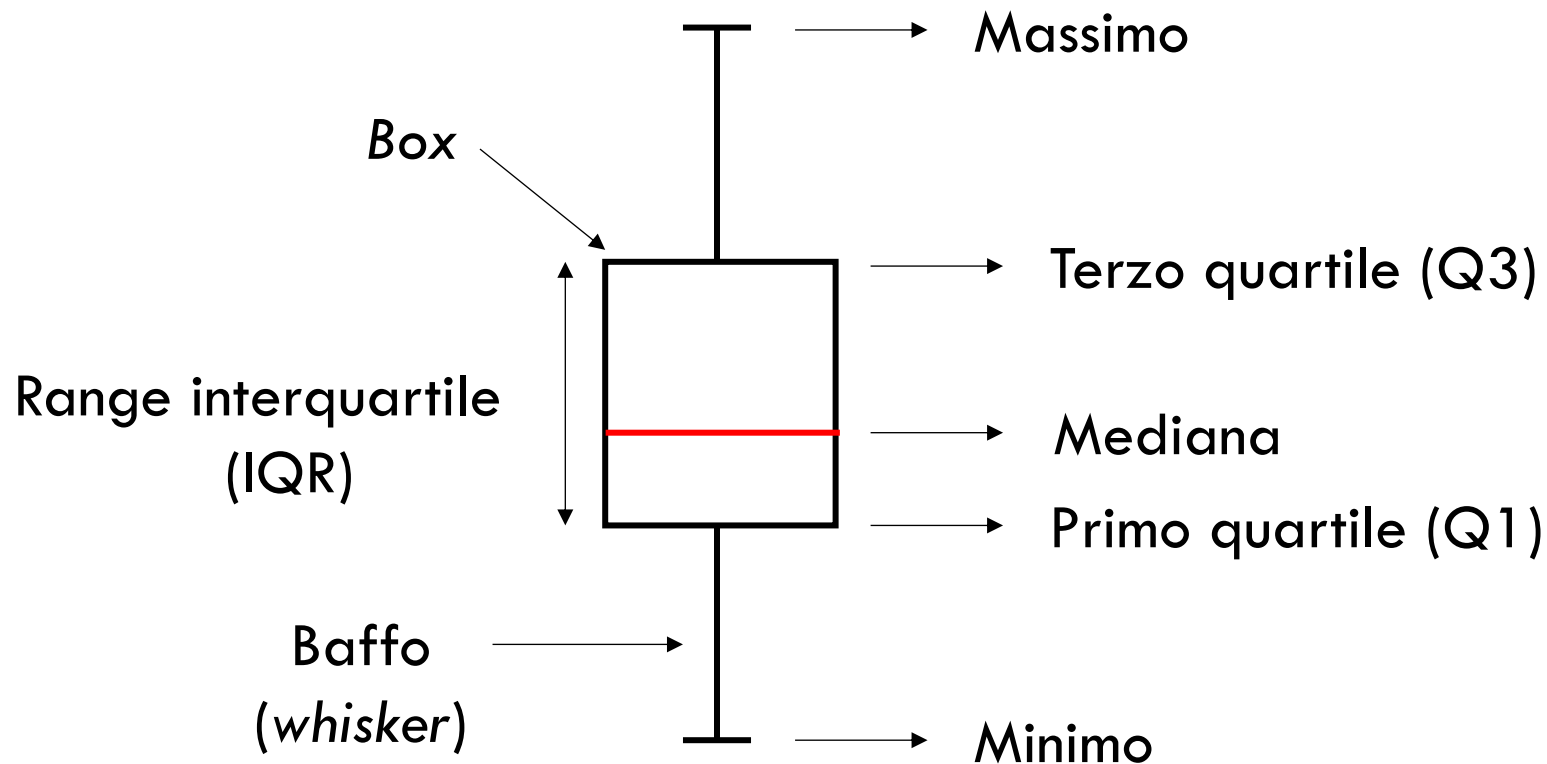 Massimo
Box
Terzo quartile (Q3)
Range interquartile
(IQR)
Mediana
Primo quartile (Q1)
Baffo
(whisker)
Minimo